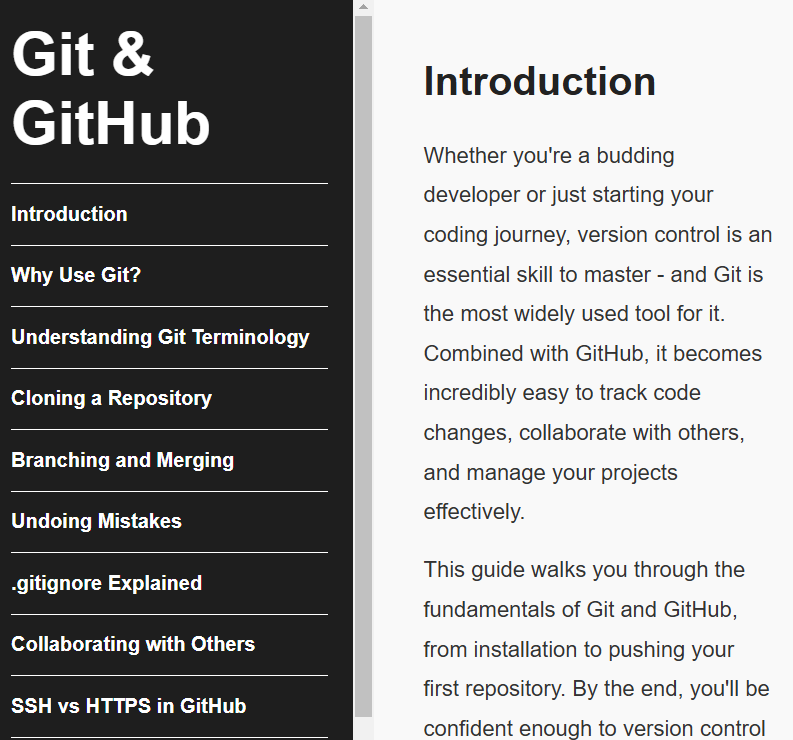 Git &
GitHub
Introduction
Why Use Git?
Understanding Git Terminology
Cloning a Repository
Branching and Merging
Undoing Mistakes
.gitignore Explained
Collaborating with Others
SSH vs HTTPS in GitHub
Introduction
Whether you're a budding
developer or just starting your
coding journey, version control is an
essential skill to master - and Git is
the most widely used tool for it.
Combined with GitHub, it becomes
incredibly easy to track code
changes, collaborate with others,
and manage your projects
effectively.
This guide walks you through the
fundamentals of Git and GitHub,
from installation to pushing your
first repository. By the end, you'll be
confident enough to version control